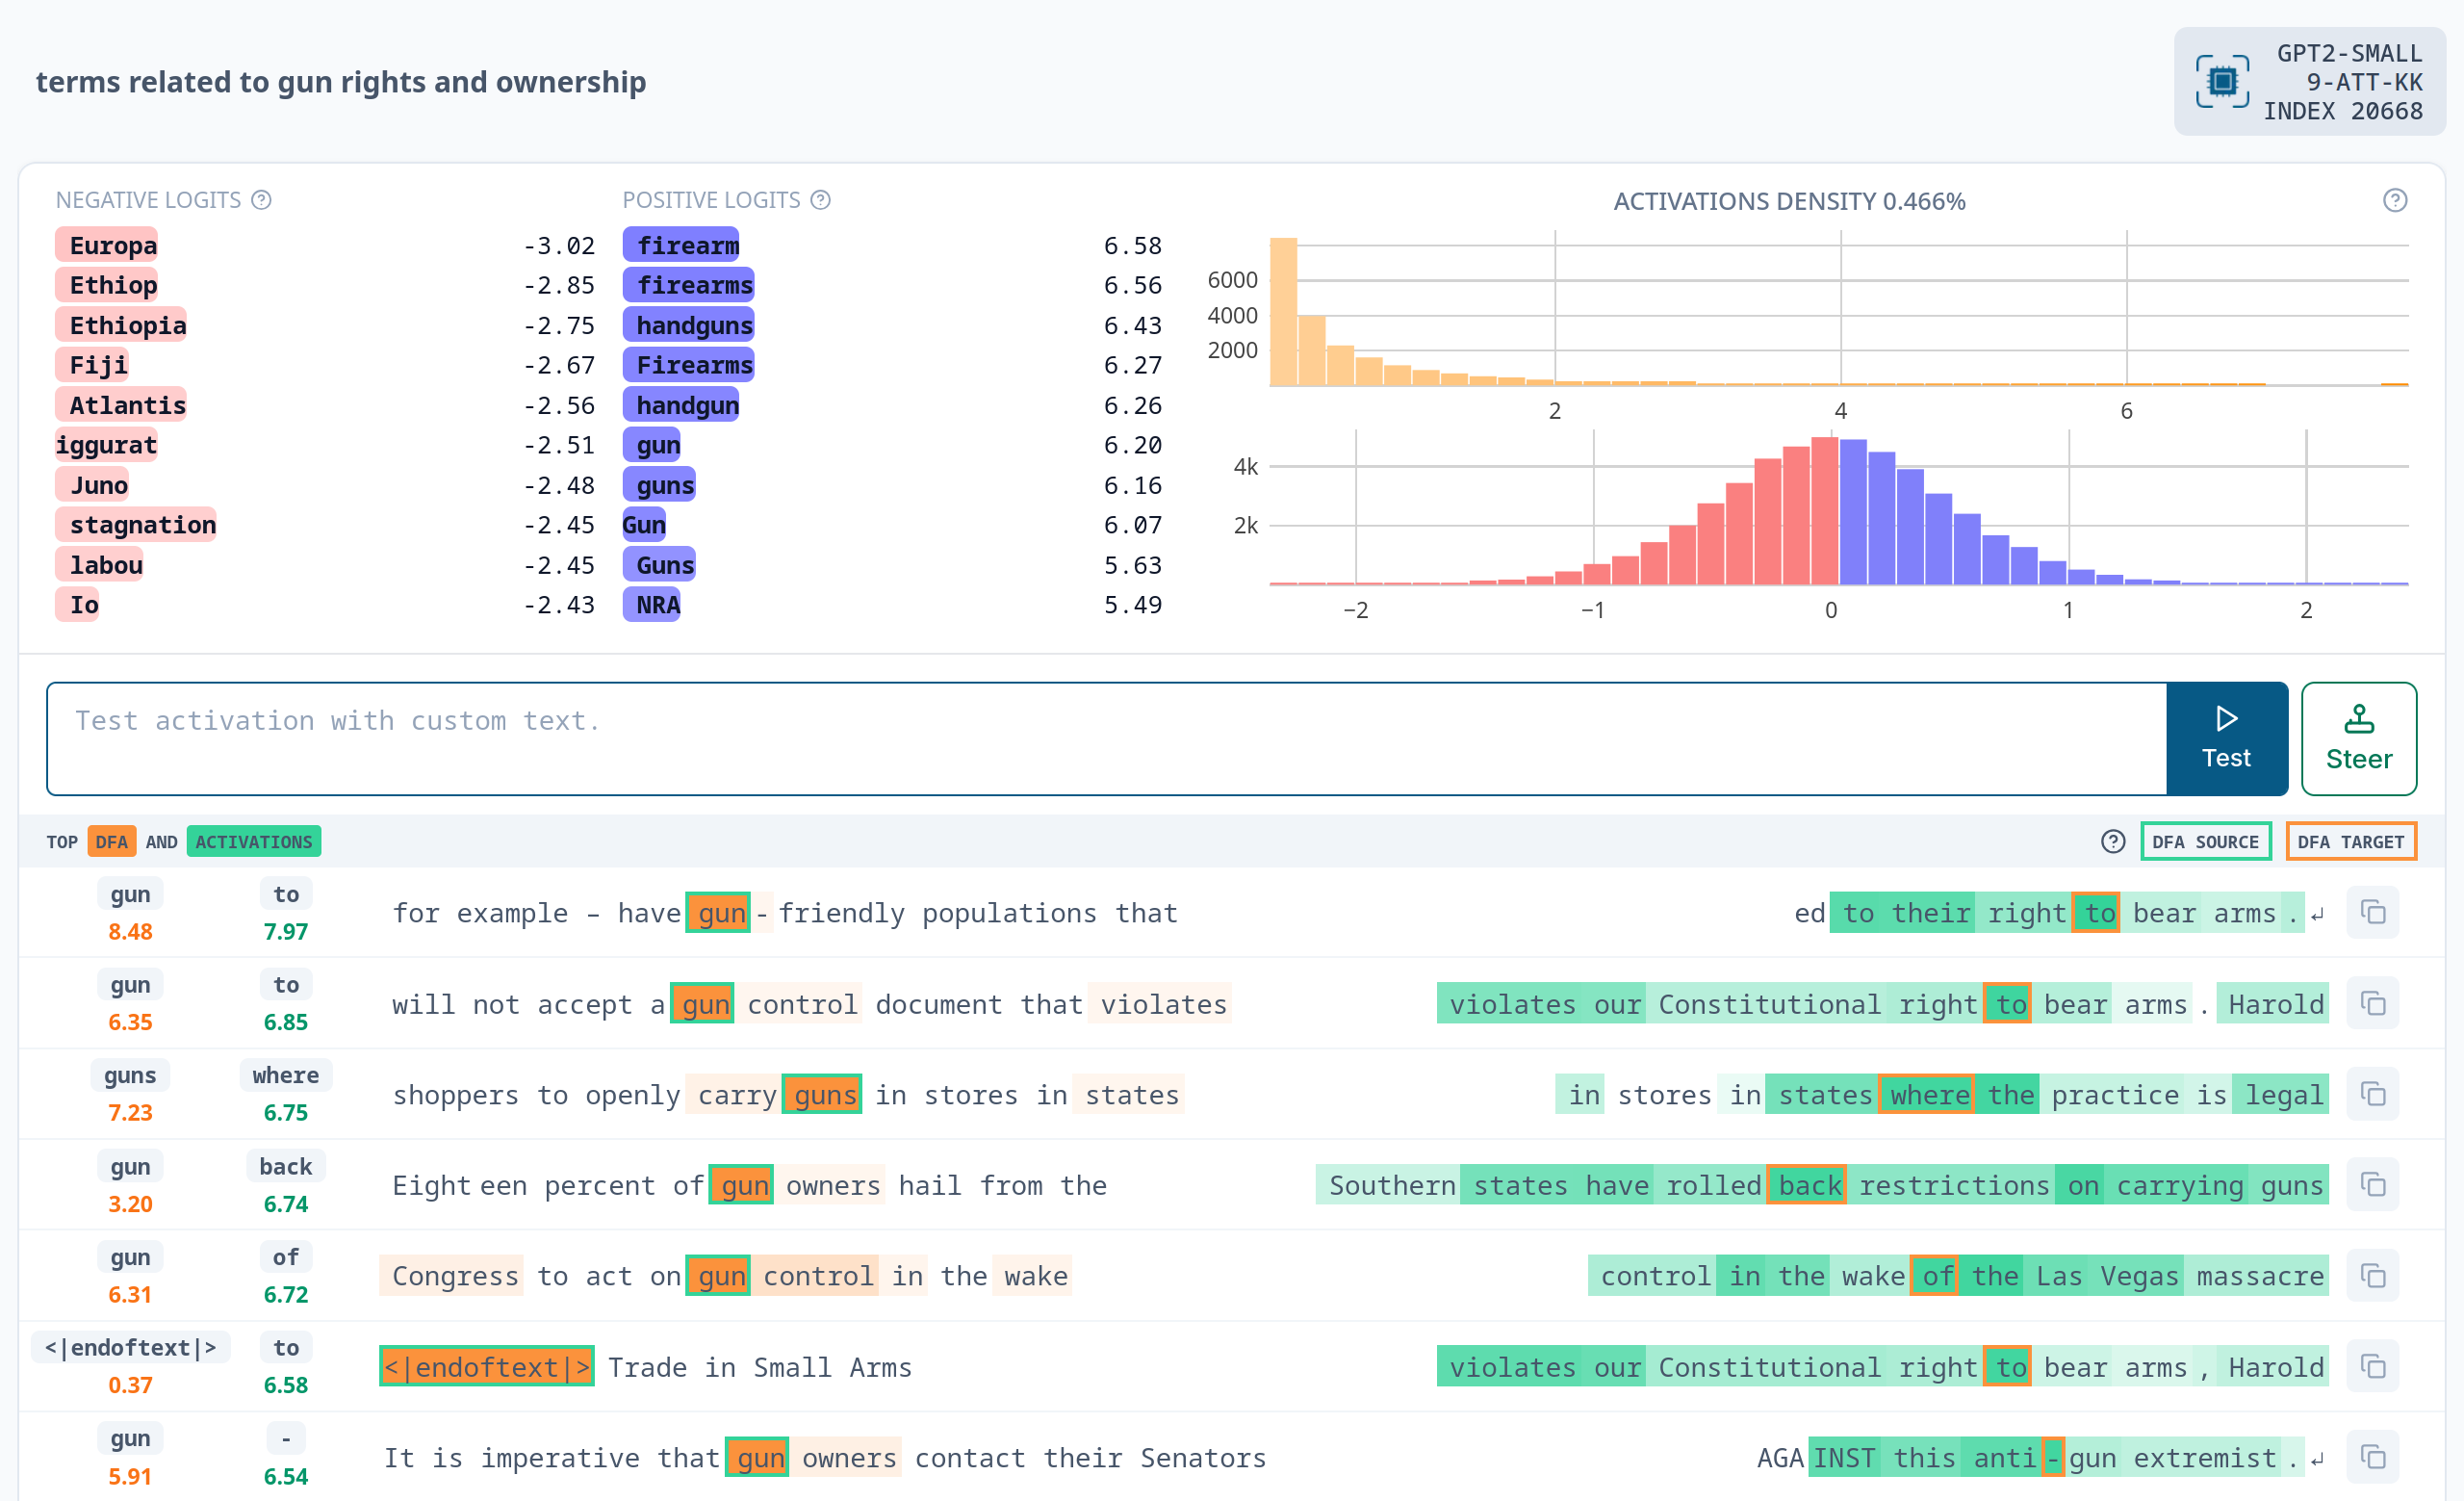 terms related to gun rights and ownership
GPT2-SMALL
9-ATT-KK
INDEX 20668
NEGATIVE LOGITS
Europa -3.02
Ethiop -2.85
Ethiopia -2.75
Fiji -2.67
Atlantis -2.56
iggurat -2.51
Juno -2.48
stagnation -2.45
labou -2.45
Io -2.43
POSITIVE LOGITS
firearm 6.58
firearms 6.56
handguns 6.43
Firearms 6.27
handgun 6.26
gun 6.20
guns 6.16
Gun 6.07
Guns 5.63
NRA 5.49
ACTIVATIONS DENSITY 0.466%
6000
4000
2000
2 4 6
4k
2k
−2 −1 0 1 2
Test activation with custom text.
Test
Steer
TOP DFA AND ACTIVATIONS
DFA SOURCE DFA TARGET
gun to
8.48 7.97
for example – have gun-friendly populations that
ed to their right to bear arms.↵
gun to
6.35 6.85
will not accept a gun control document that violates
violates our Constitutional right to bear arms. Harold
guns where
7.23 6.75
shoppers to openly carry guns in stores in states
in stores in states where the practice is legal
gun back
3.20 6.74
Eighteen percent of gun owners hail from the
Southern states have rolled back restrictions on carrying guns
gun of
6.31 6.72
Congress to act on gun control in the wake
control in the wake of the Las Vegas massacre
<|endoftext|> to
0.37 6.58
<|endoftext|> Trade in Small Arms
violates our Constitutional right to bear arms, Harold
gun -
5.91 6.54
It is imperative that gun owners contact their Senators
AGAINST this anti-gun extremist.↵